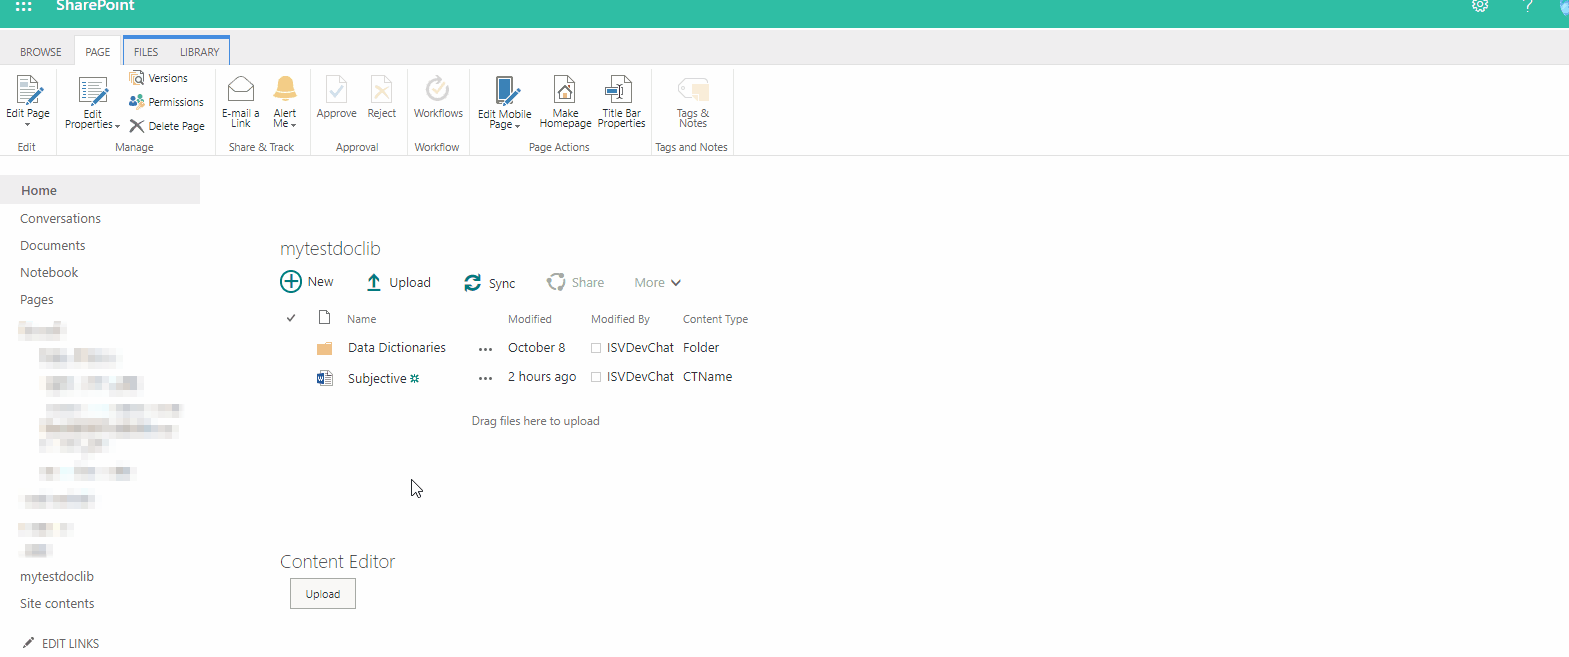 SharePoint
?
BROWSE PAGE FILES LIBRARY
Edit Page
Edit
Edit
Properties
Versions
Permissions
Delete Page
Manage
E-mail a
Link
Alert
Me
Share & Track
Approve
Reject
Approval
Workflows
Workflow
Edit Mobile
Page
Make
Homepage
Title Bar
Properties
Page Actions
Tags &
Notes
Tags and Notes
Home
Conversations
Documents
Notebook
Pages
mytestdoclib
Site contents
EDIT LINKS
mytestdoclib
New Upload Sync Share More
Name Modified Modified By Content Type
Data Dictionaries ... October 8 ISVDevChat Folder
Subjective ... 2 hours ago ISVDevChat CTName
Drag files here to upload
Content Editor
Upload